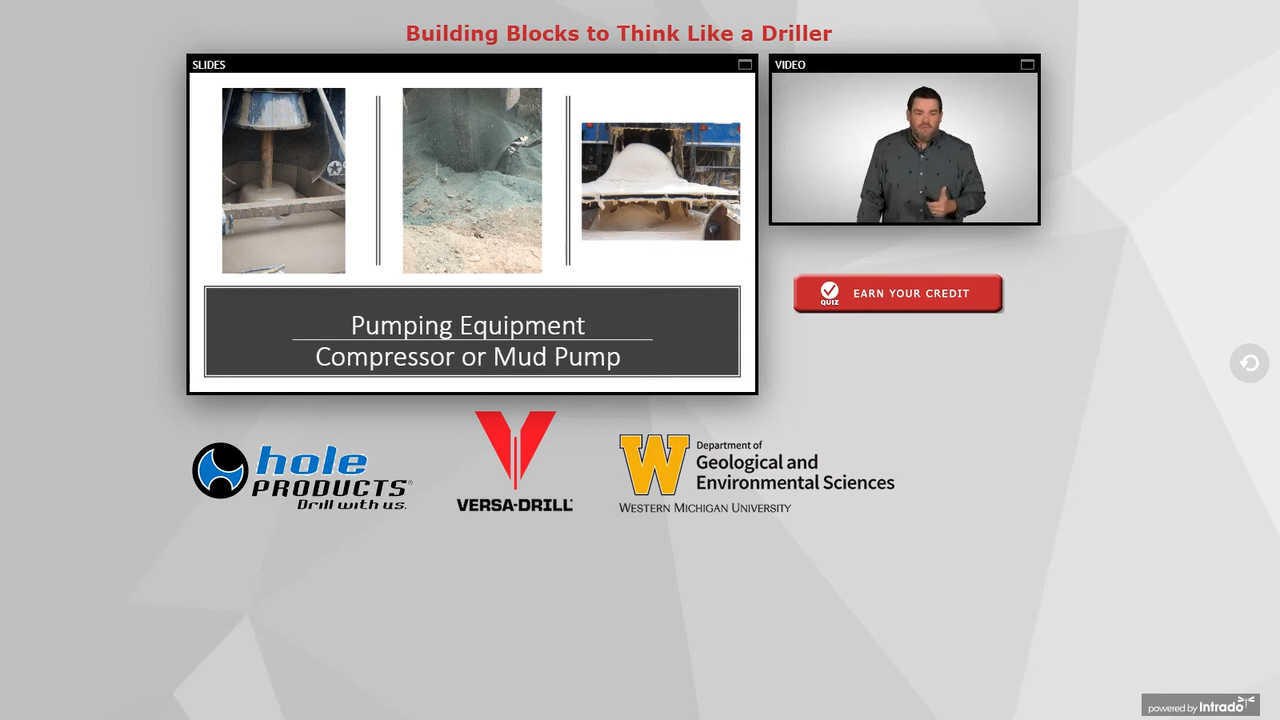 Building Blocks to Think Like a Driller
SLIDES
VIDEO
Pumping Equipment
Compressor or Mud Pump
QUIZ
EARN YOUR CREDIT
hole
PRODUCTS®
Drill with us.
VERSA-DRILL
W
Department of
Geological and
Environmental Sciences
WESTERN MICHIGAN UNIVERSITY
powered by Intrado